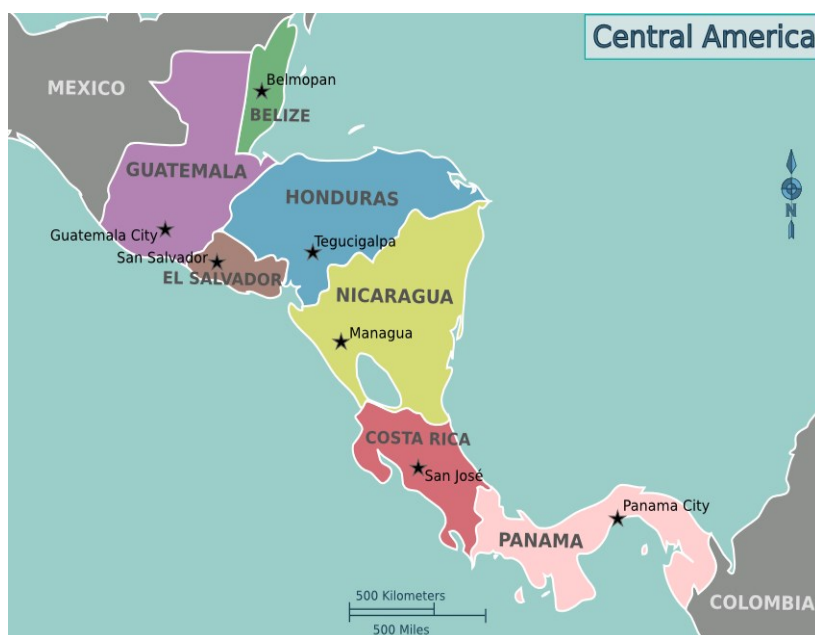 Central America
MEXICO
Belmopan
BELIZE
GUATEMALA
HONDURAS
N
Guatemala City
Tegucigalpa
San Salvador
EL SALVADOR
NICARAGUA
Managua
COSTA RICA
San José
Panama City
PANAMA
COLOMBIA
500 Kilometers
500 Miles